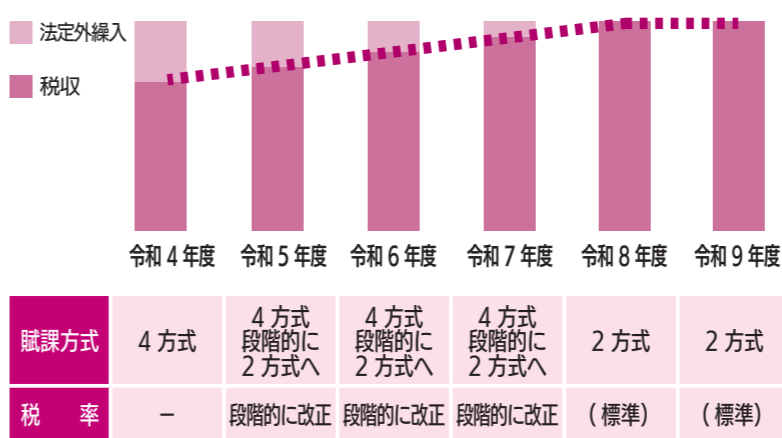 法定外繰入
税収
令和4年度 令和5年度 令和6年度 令和7年度 令和8年度 令和9年度
賦課方式
4方式
4方式
段階的に
2方式へ
4方式
段階的に
2方式へ
4方式
段階的に
2方式へ
2方式
2方式
税　率 － 段階的に改正 段階的に改正 段階的に改正 （標準） （標準）